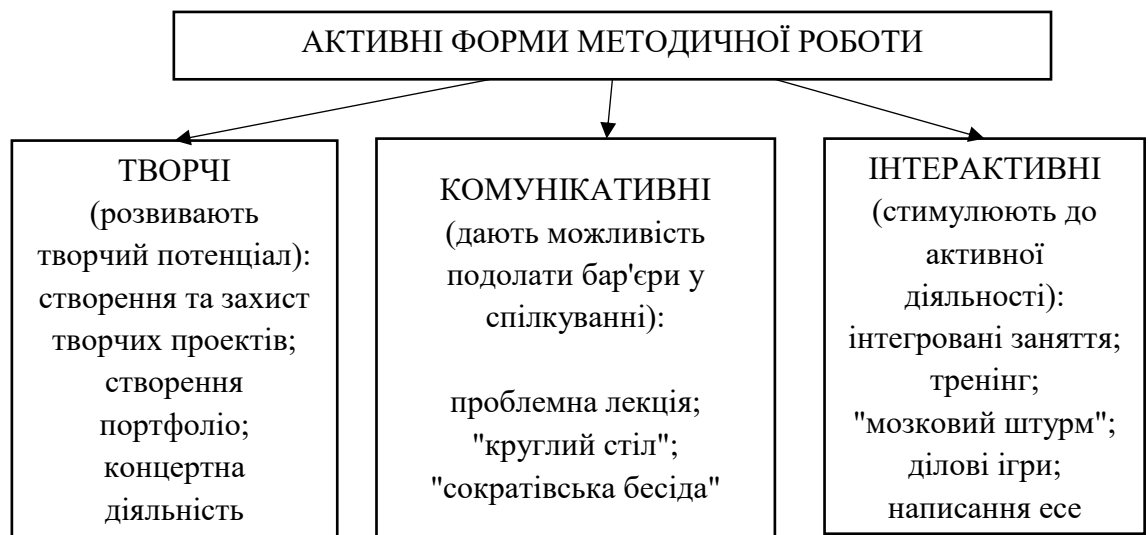 АКТИВНІ ФОРМИ МЕТОДИЧНОЇ РОБОТИ
ТВОРЧІ
(розвивають
творчий потенціал):
створення та захист
творчих проектів;
створення
портфоліо;
концертна
діяльність
КОМУНІКАТИВНІ
(дають можливість
подолати бар'єри у
спілкуванні):
проблемна лекція;
"круглий стіл";
"сократівська бесіда"
ІНТЕРАКТИВНІ
(стимулюють до
активної
діяльності):
інтегровані заняття;
тренінг;
"мозковий штурм";
ділові ігри;
написання есе